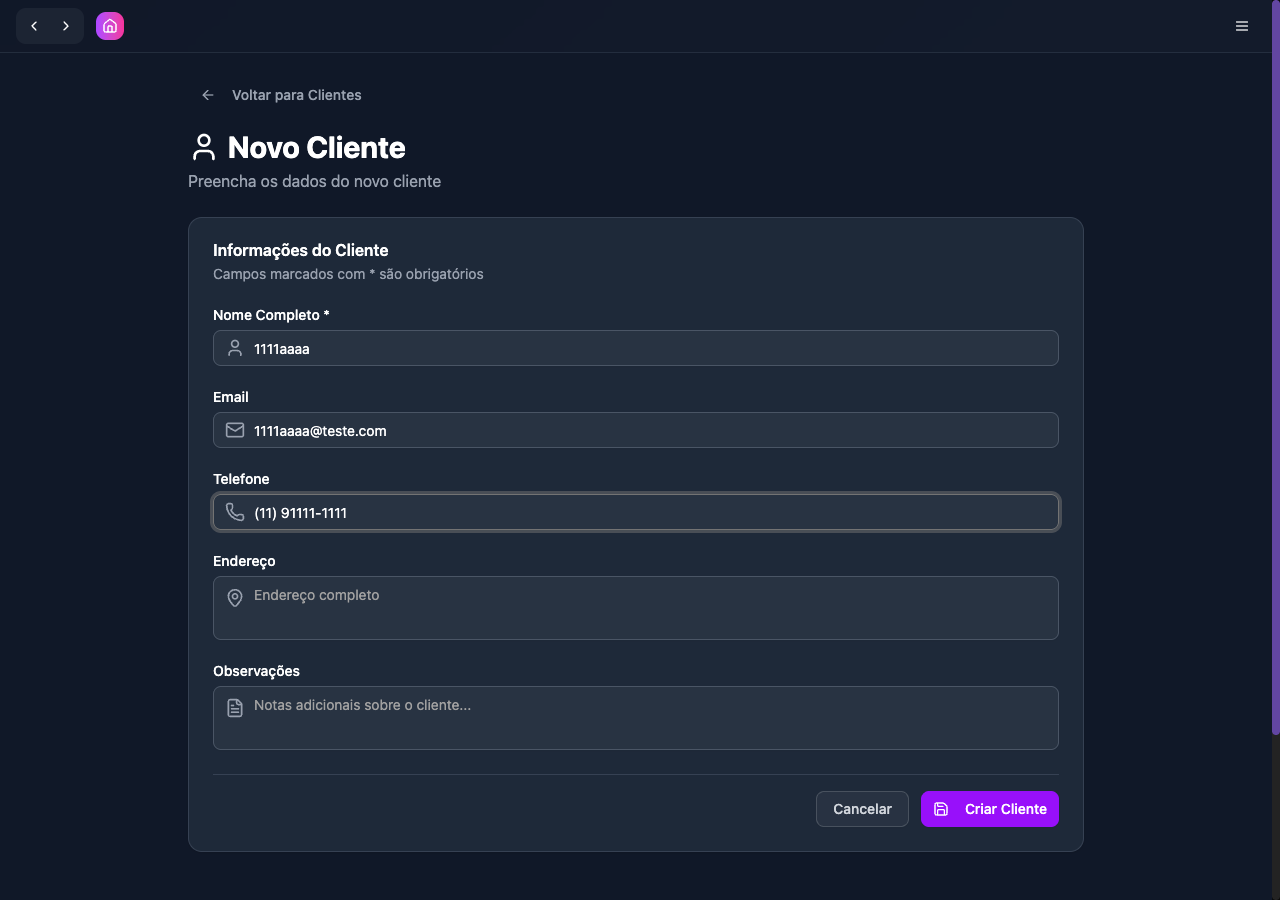 Voltar para Clientes
Novo Cliente
Preencha os dados do novo cliente
Informações do Cliente
Campos marcados com * são obrigatórios
Nome Completo *
1111aaaa
Email
1111aaaa@teste.com
Telefone
(11) 91111-1111
Endereço
Endereço completo
Observações
Notas adicionais sobre o cliente...
Cancelar
Criar Cliente